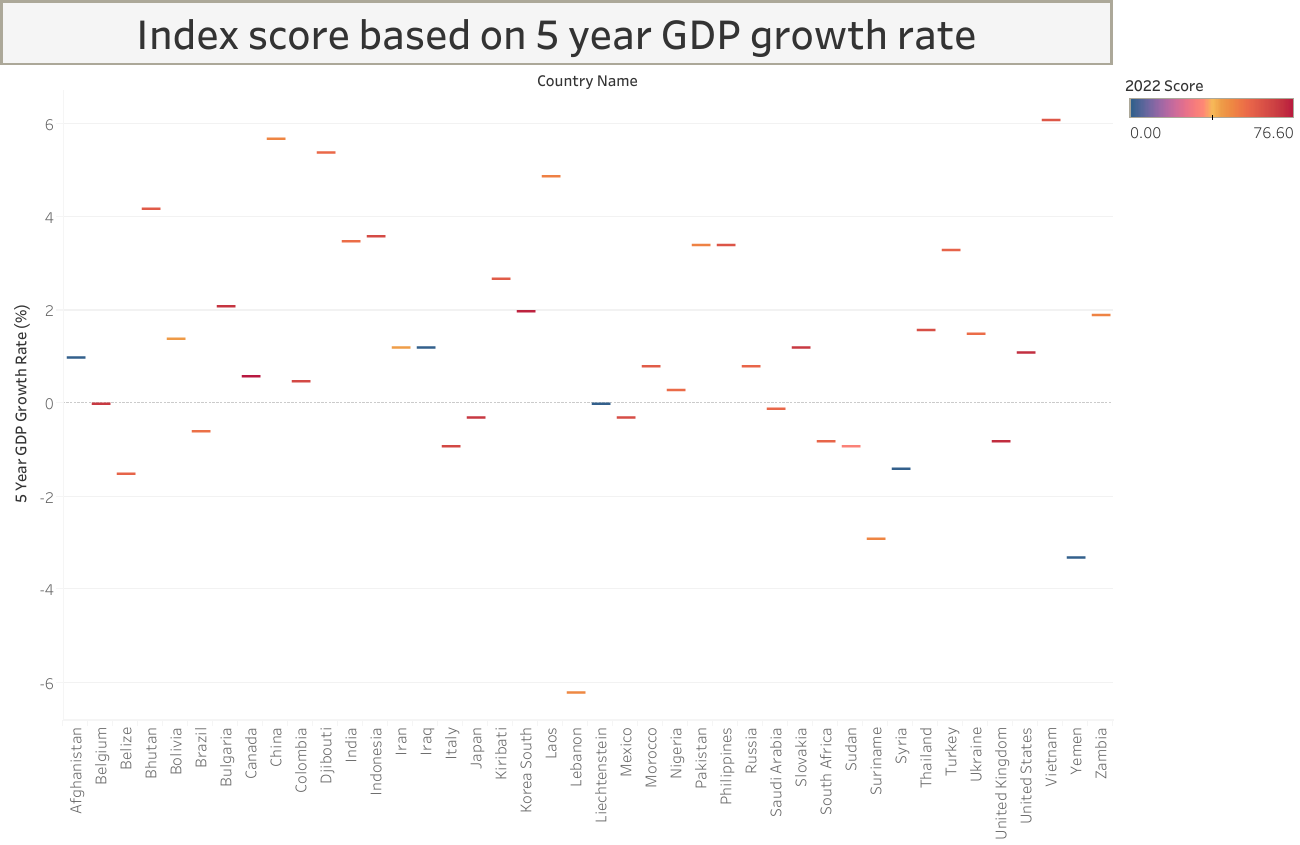 Index score based on 5 year GDP growth rate
Country Name
2022 Score
0.00 76.60
5 Year GDP Growth Rate (%)
6
4
2
0
-2
-4
-6
Afghanistan
Belgium
Belize
Bhutan
Bolivia
Brazil
Bulgaria
Canada
China
Colombia
Djibouti
India
Indonesia
Iran
Iraq
Italy
Japan
Kiribati
Korea South
Laos
Lebanon
Liechtenstein
Mexico
Morocco
Nigeria
Pakistan
Philippines
Russia
Saudi Arabia
Slovakia
South Africa
Sudan
Suriname
Syria
Thailand
Turkey
Ukraine
United Kingdom
United States
Vietnam
Yemen
Zambia